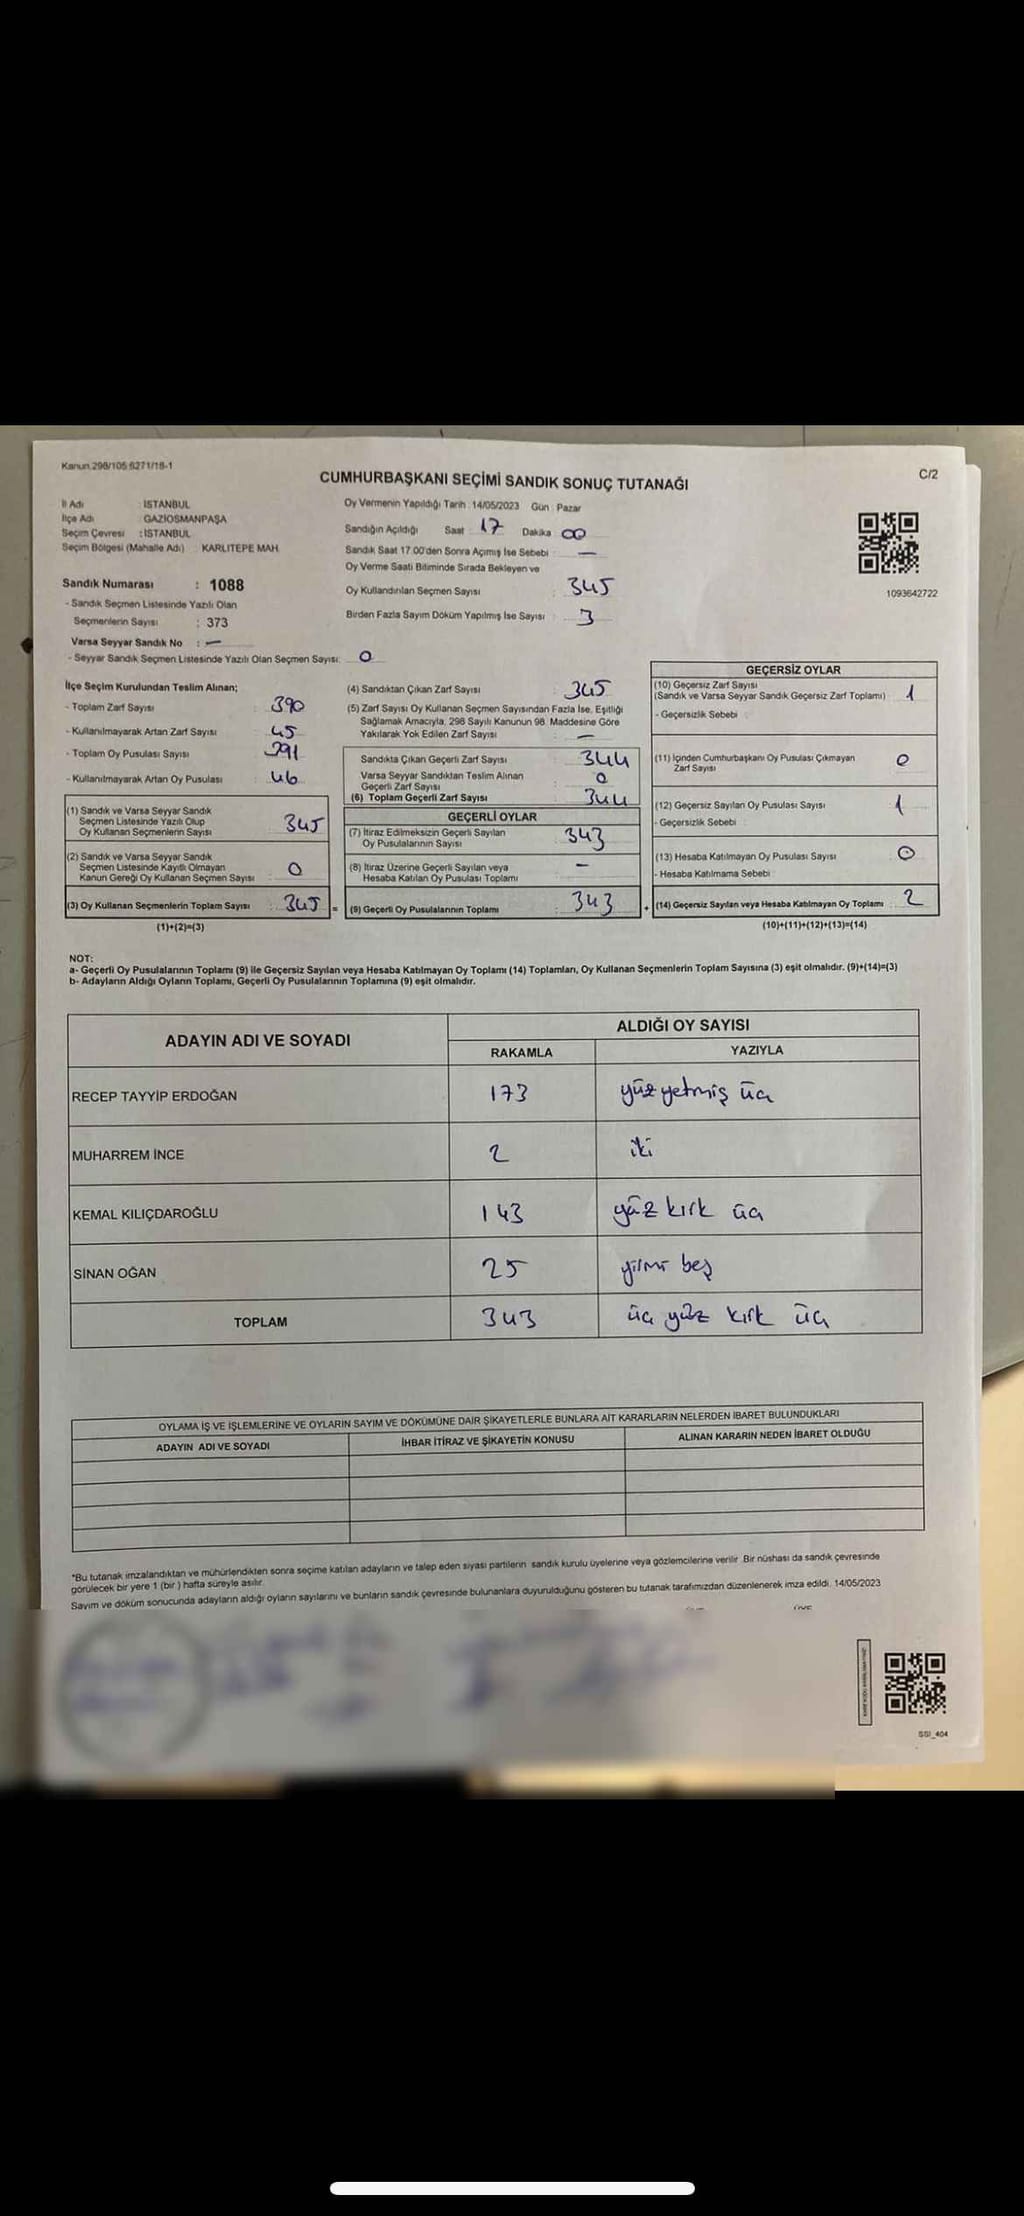 Kanun 298/105 6271/18-1
C/2
CUMHURBAŞKANI SEÇİMİ SANDIK SONUÇ TUTANAĞI
İl Adı : İSTANBUL
İlçe Adı : GAZİOSMANPAŞA
Seçim Çevresi : İSTANBUL
Seçim Bölgesi (Mahalle Adı) : KARLITEPE MAH.
Sandık Numarası : 1088
- Sandık Seçmen Listesinde Yazılı Olan
Seçmenlerin Sayısı : 373
Varsa Seyyar Sandık No : —
- Seyyar Sandık Seçmen Listesinde Yazılı Olan Seçmen Sayısı: 0
Oy Vermenin Yapıldığı Tarih : 14/05/2023 Gün : Pazar
Sandığın Açıldığı Saat 17 Dakika 00
Sandık Saat 17.00'den Sonra Açımış İse Sebebi : —
Oy Verme Saati Bitiminde Sırada Bekleyen ve
Oy Kullandırılan Seçmen Sayısı : 345
Birden Fazla Sayım Döküm Yapılmış İse Sayısı : 3
1093642722
İlçe Seçim Kurulundan Teslim Alınan;
- Toplam Zarf Sayısı : 390
- Kullanılmayarak Artan Zarf Sayısı : 45
- Toplam Oy Pusulası Sayısı : 391
- Kullanılmayarak Artan Oy Pusulası : 46
(1) Sandık ve Varsa Seyyar Sandık
Seçmen Listesinde Yazılı Olup
Oy Kullanan Seçmenlerin Sayısı : 345
(2) Sandık ve Varsa Seyyar Sandık
Seçmen Listesinde Kayıtlı Olmayan
Kanun Gereği Oy Kullanan Seçmen Sayısı : 0
(3) Oy Kullanan Seçmenlerin Toplam Sayısı : 345 =
(1)+(2)=(3)
(4) Sandıktan Çıkan Zarf Sayısı : 345
(5) Zarf Sayısı Oy Kullanan Seçmen Sayısından Fazla İse, Eşitliği
Sağlamak Amacıyla, 298 Sayılı Kanunun 98. Maddesine Göre
Yakılarak Yok Edilen Zarf Sayısı : —
Sandıkta Çıkan Geçerli Zarf Sayısı : 344
Varsa Seyyar Sandıktan Teslim Alınan
Geçerli Zarf Sayısı : 0
(6) Toplam Geçerli Zarf Sayısı : 344
GEÇERLİ OYLAR
(7) İtiraz Edilmeksizin Geçerli Sayılan
Oy Pusulalarının Sayısı : 343
(8) İtiraz Üzerine Geçerli Sayılan veya
Hesaba Katılan Oy Pusulası Toplamı : —
(9) Geçerli Oy Pusulalarının Toplamı : 343 +
GEÇERSİZ OYLAR
(10) Geçersiz Zarf Sayısı
(Sandık ve Varsa Seyyar Sandık Geçersiz Zarf Toplamı) : 1
- Geçersizlik Sebebi :
(11) İçinden Cumhurbaşkanı Oy Pusulası Çıkmayan
Zarf Sayısı : 0
(12) Geçersiz Sayılan Oy Pusulası Sayısı : 1
- Geçersizlik Sebebi :
(13) Hesaba Katılmayan Oy Pusulası Sayısı : 0
- Hesaba Katılmama Sebebi :
(14) Geçersiz Sayılan veya Hesaba Katılmayan Oy Toplamı : 2
(10)+(11)+(12)+(13)=(14)
NOT:
a- Geçerli Oy Pusulalarının Toplamı (9) ile Geçersiz Sayılan veya Hesaba Katılmayan Oy Toplamı (14) Toplamları, Oy Kullanan Seçmenlerin Toplam Sayısına (3) eşit olmalıdır. (9)+(14)=(3)
b- Adayların Aldığı Oyların Toplamı, Geçerli Oy Pusulalarının Toplamına (9) eşit olmalıdır.
ADAYIN ADI VE SOYADI
ALDIĞI OY SAYISI
RAKAMLA YAZIYLA
RECEP TAYYİP ERDOĞAN 173 yüz yetmiş üç
MUHARREM İNCE 2 iki
KEMAL KILIÇDAROĞLU 143 yüz kırk üç
SİNAN OĞAN 25 yirmi beş
TOPLAM 343 üç yüz kırk üç
OYLAMA İŞ VE İŞLEMLERİNE VE OYLARIN SAYIM VE DÖKÜMÜNE DAİR ŞİKAYETLERLE BUNLARA AİT KARARLARIN NELERDEN İBARET BULUNDUKLARI
ADAYIN ADI VE SOYADI İHBAR İTİRAZ VE ŞİKAYETİN KONUSU ALINAN KARARIN NEDEN İBARET OLDUĞU
*Bu tutanak imzalandıktan ve mühürlendikten sonra seçime katılan adayların ve talep eden siyasi partilerin sandık kurulu üyelerine veya gözlemcilerine verilir. Bir nüshası da sandık çevresinde
görülecek bir yere 1 (bir ) hafta süreyle asılır.
Sayım ve döküm sonucunda adayların aldığı oyların sayılarını ve bunların sandık çevresinde bulunanlara duyurulduğunu gösteren bu tutanak tarafımızdan düzenlenerek imza edildi. 14/05/2023
SSI_404